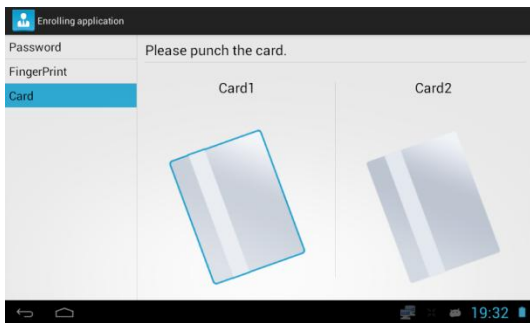 Enrolling application
Password
FingerPrint
Card
Please punch the card.
Card1
Card2
19:32